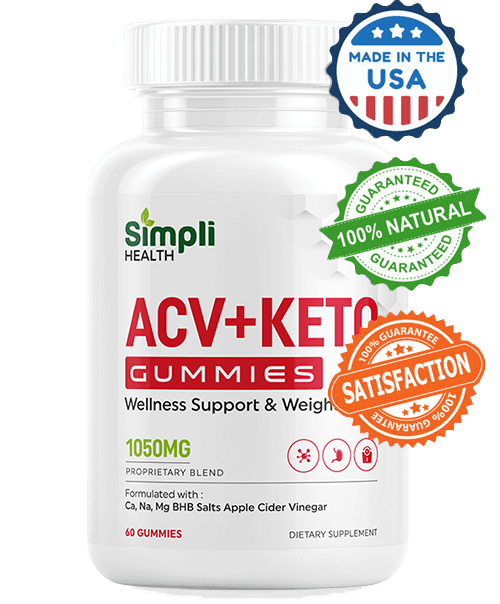 MADE IN THE
USA
GUARANTEED
100% NATURAL
GUARANTEED
Simpli
HEALTH
ACV+KETO
GUMMIES
100% GUARANTEE
SATISFACTION
100% GUARANTEE
Wellness Support & Weigh
1050MG
PROPRIETARY BLEND
Formulated with :
Ca, Na, Mg BHB Salts Apple Cider Vinegar
60 GUMMIES
DIETARY SUPPLEMENT